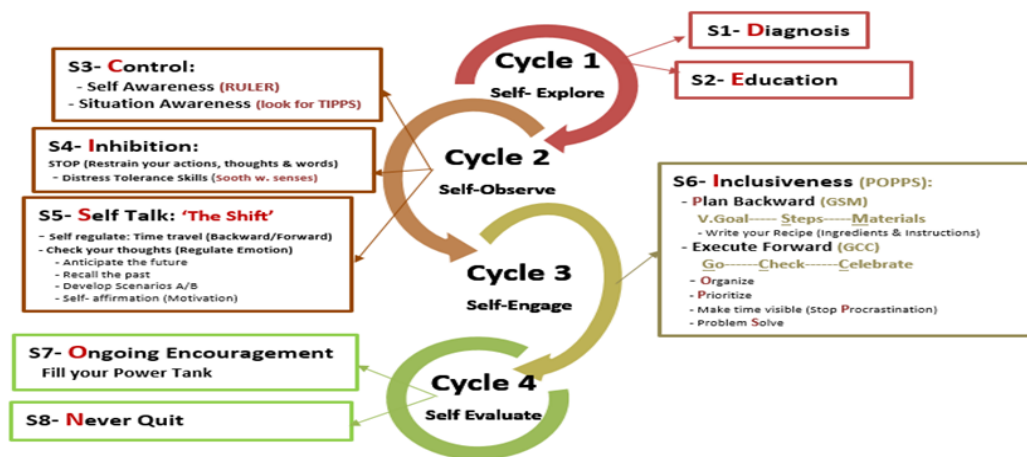 Cycle 1
Self- Explore
S1- Diagnosis
S2- Education
Cycle 2
Self-Observe
S3- Control:
- Self Awareness (RULER)
- Situation Awareness (look for TIPPS)
S4- Inhibition:
STOP (Restrain your actions, thoughts & words)
- Distress Tolerance Skills (Sooth w. senses)
S5- Self Talk: ‘The Shift’
- Self regulate: Time travel (Backward/Forward)
- Check your thoughts (Regulate Emotion)
- Anticipate the future
- Recall the past
- Develop Scenarios A/B
- Self- affirmation (Motivation)
Cycle 3
Self-Engage
S6- Inclusiveness (POPPS):
- Plan Backward (GSM)
V.Goal----- Steps-----Materials
- Write your Recipe (Ingredients & Instructions)
- Execute Forward (GCC)
Go------Check-----Celebrate
- Organize
- Prioritize
- Make time visible (Stop Procrastination)
- Problem Solve
Cycle 4
Self Evaluate
S7- Ongoing Encouragement
Fill your Power Tank
S8- Never Quit